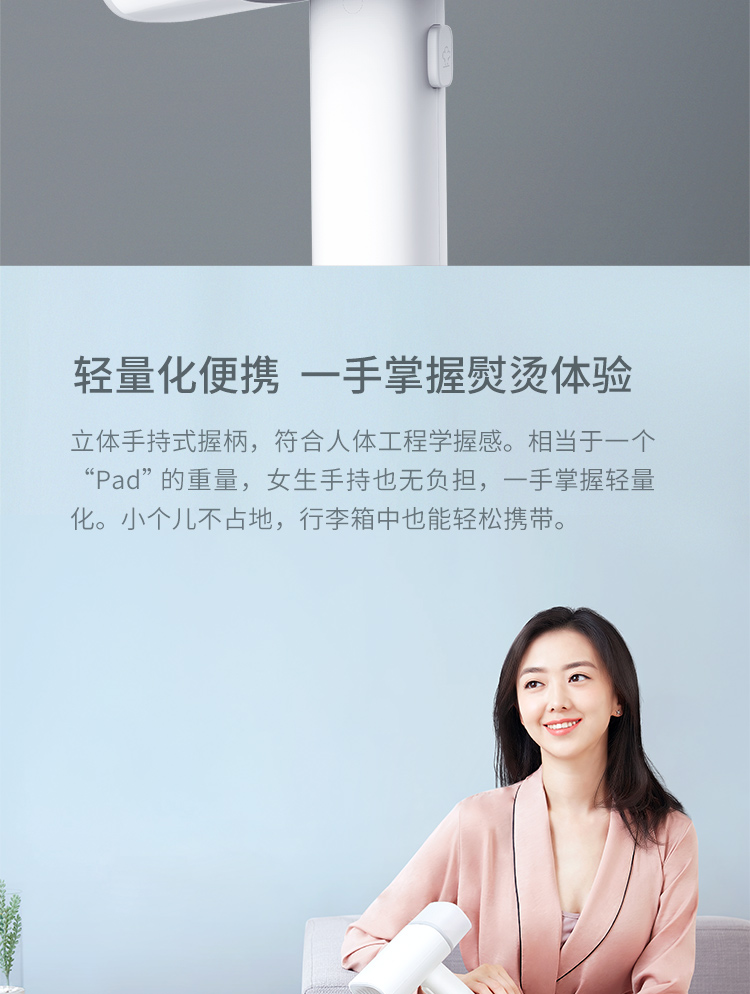 轻量化便携 一手掌握熨烫体验
立体手持式握柄，符合人体工程学握感。相当于一个
“Pad” 的重量，女生手持也无负担，一手掌握轻量
化。小个儿不占地，行李箱中也能轻松携带。